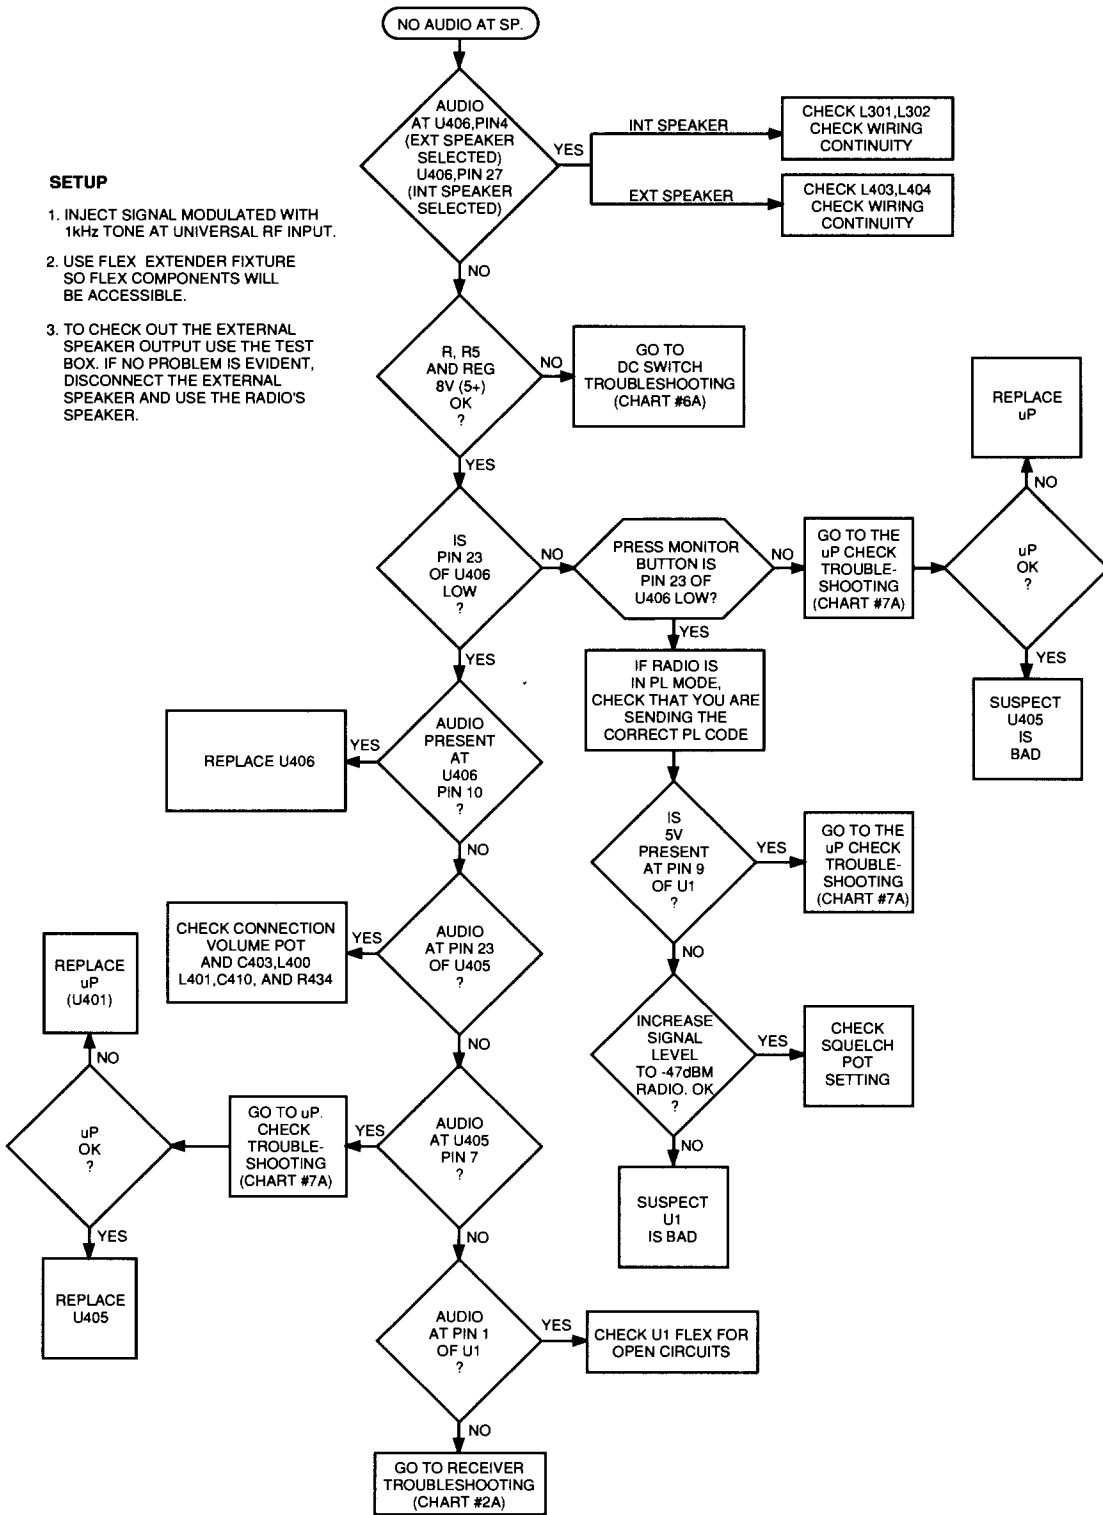 NO AUDIO AT SP.
AUDIO
AT U406,PIN4
(EXT SPEAKER
SELECTED)
U406,PIN 27
(INT SPEAKER
SELECTED)
YES
INT SPEAKER
CHECK L301,L302
CHECK WIRING
CONTINUITY
EXT SPEAKER
CHECK L403,L404
CHECK WIRING
CONTINUITY
SETUP
1. INJECT SIGNAL MODULATED WITH
1kHz TONE AT UNIVERSAL RF INPUT.
2. USE FLEX EXTENDER FIXTURE
SO FLEX COMPONENTS WILL
BE ACCESSIBLE.
3. TO CHECK OUT THE EXTERNAL
SPEAKER OUTPUT USE THE TEST
BOX. IF NO PROBLEM IS EVIDENT,
DISCONNECT THE EXTERNAL
SPEAKER AND USE THE RADIO'S
SPEAKER.
NO
R, R5
AND REG
8V (5+)
OK
?
NO
GO TO
DC SWITCH
TROUBLESHOOTING
(CHART #6A)
YES
IS
PIN 23
OF U406
LOW
?
NO
PRESS MONITOR
BUTTON IS
PIN 23 OF
U406 LOW?
NO
GO TO THE
uP CHECK
TROUBLE-
SHOOTING
(CHART #7A)
uP
OK
?
NO
REPLACE
uP
YES
SUSPECT
U405
IS
BAD
YES
IF RADIO IS
IN PL MODE,
CHECK THAT YOU ARE
SENDING THE
CORRECT PL CODE
IS
5V
PRESENT
AT PIN 9
OF U1
?
YES
GO TO THE
uP CHECK
TROUBLE-
SHOOTING
(CHART #7A)
NO
INCREASE
SIGNAL
LEVEL
TO -47dBM
RADIO. OK
?
YES
CHECK
SQUELCH
POT
SETTING
NO
SUSPECT
U1
IS BAD
YES
AUDIO
PRESENT
AT
U406
PIN 10
?
YES
REPLACE U406
NO
AUDIO
AT PIN 23
OF U405
?
YES
CHECK CONNECTION
VOLUME POT
AND C403,L400
L401,C410, AND R434
NO
AUDIO
AT U405
PIN 7
?
YES
GO TO uP.
CHECK
TROUBLE-
SHOOTING
(CHART #7A)
uP
OK
?
NO
REPLACE
uP
(U401)
YES
REPLACE
U405
NO
AUDIO
AT PIN 1
OF U1
?
YES
CHECK U1 FLEX FOR
OPEN CIRCUITS
NO
GO TO RECEIVER
TROUBLESHOOTING
(CHART #2A)